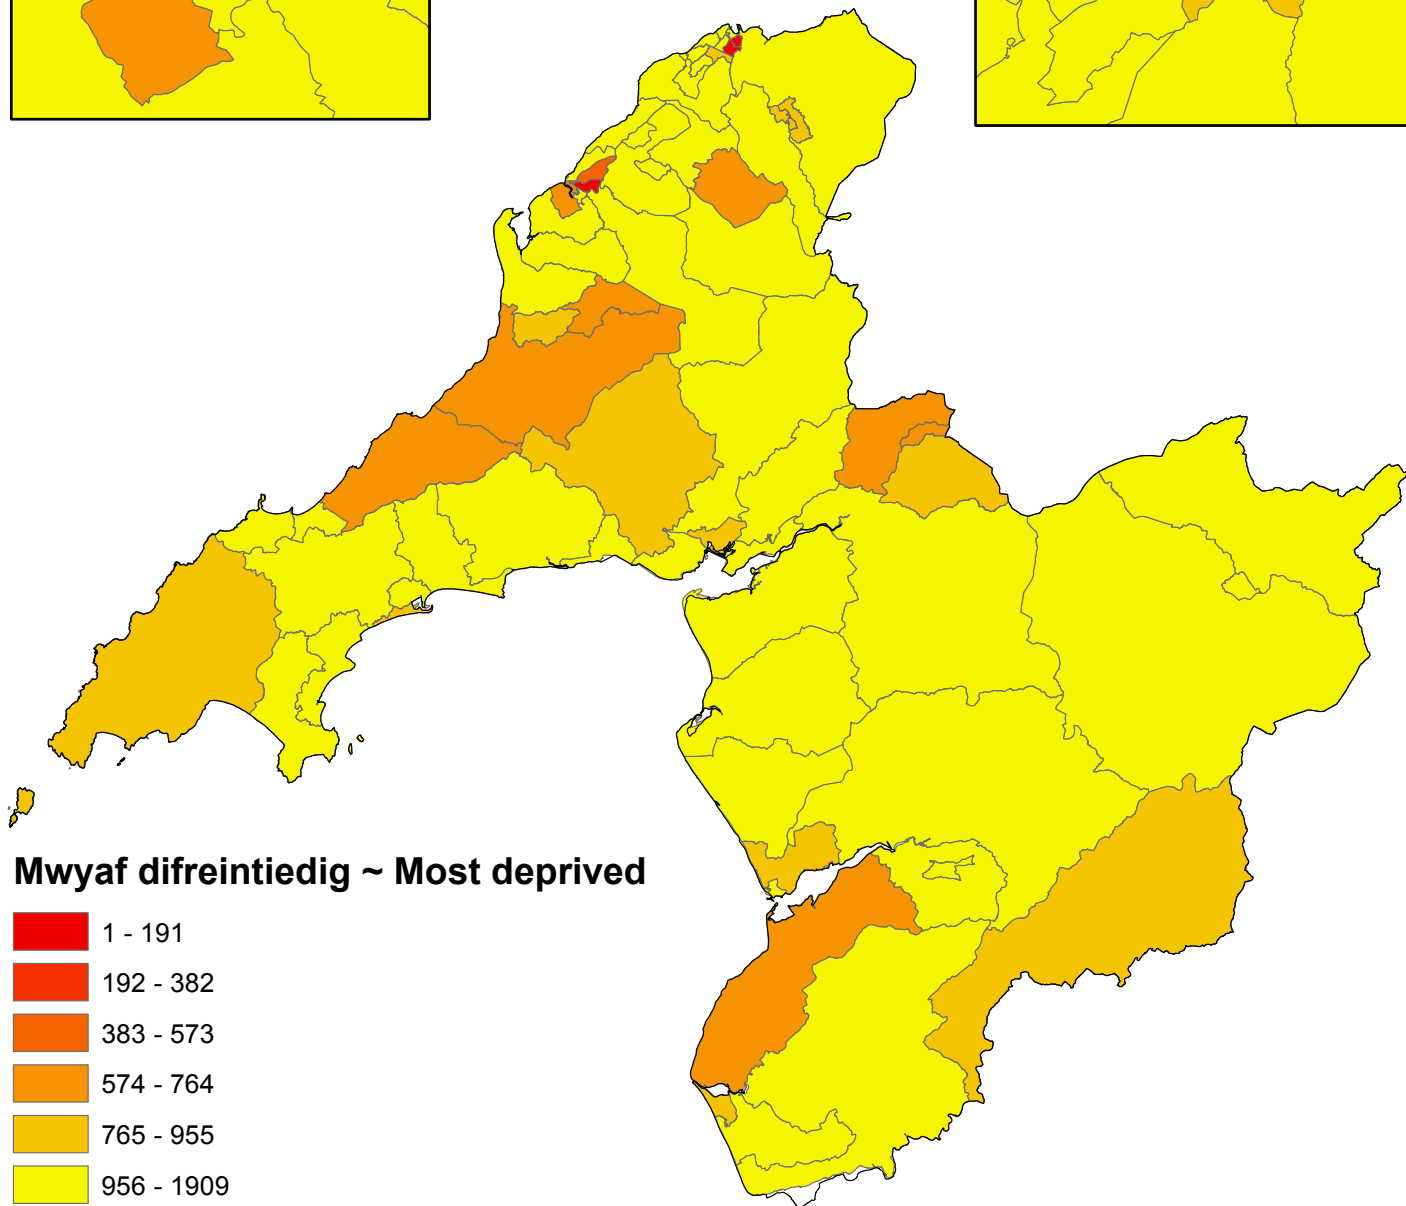 Mwyaf difreintiedig ~ Most deprived
1 - 191
192 - 382
383 - 573
574 - 764
765 - 955
956 - 1909